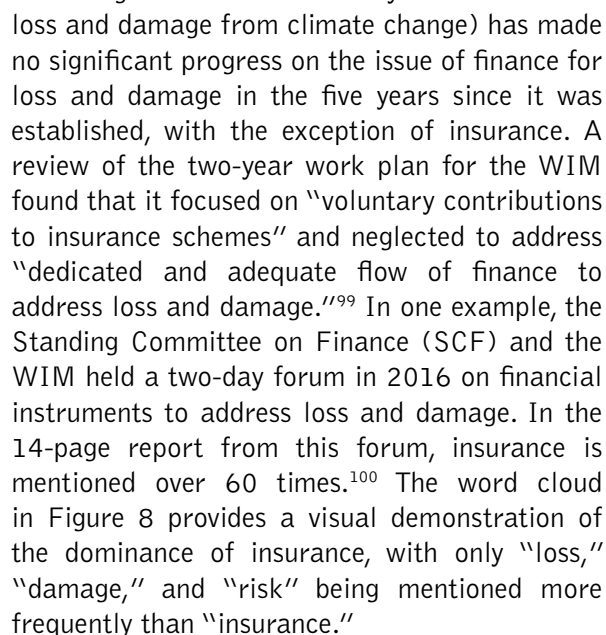 loss and damage from climate change) has made
no significant progress on the issue of finance for
loss and damage in the five years since it was
established, with the exception of insurance. A
review of the two-year work plan for the WIM
found that it focused on “voluntary contributions
to insurance schemes” and neglected to address
“dedicated and adequate flow of finance to
address loss and damage.”99 In one example, the
Standing Committee on Finance (SCF) and the
WIM held a two-day forum in 2016 on financial
instruments to address loss and damage. In the
14-page report from this forum, insurance is
mentioned over 60 times.100 The word cloud
in Figure 8 provides a visual demonstration of
the dominance of insurance, with only “loss,”
“damage,” and “risk” being mentioned more
frequently than “insurance.”